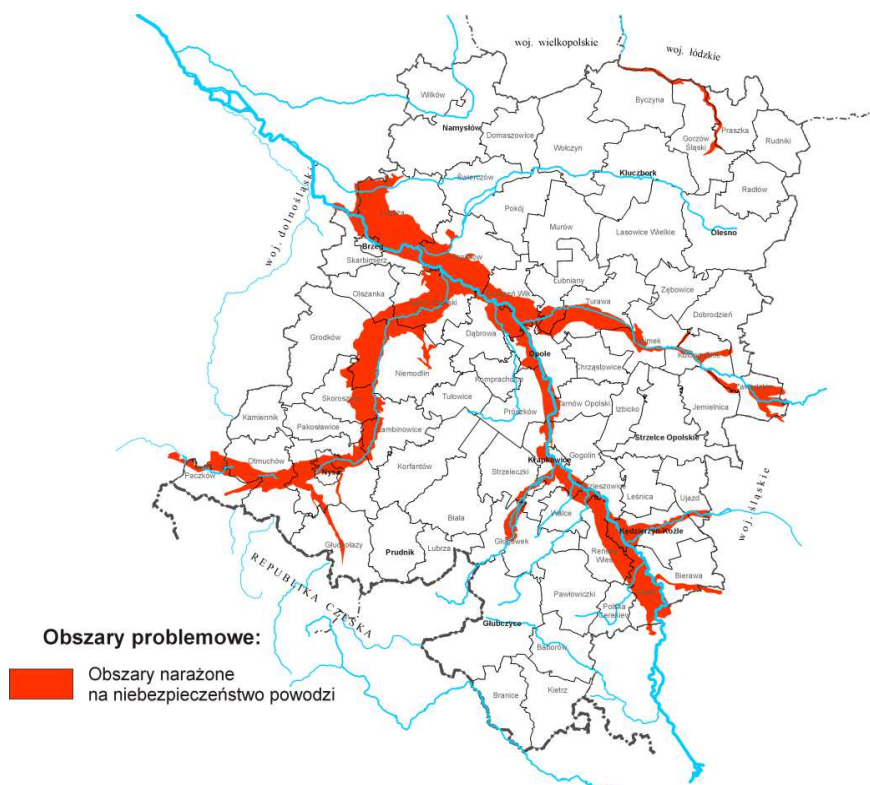 woj. wielkopolskie
woj. łódzkie
Wilków
Byczyna
Namysłów
Domaszowice
Praszka
Gorzów
Śląski
Rudniki
Wołczyn
woj. dolnośląskie
Świerczów
Kluczbork
Radłów
Pokój
Murów
Lasowice Wielkie
Olesno
Brzeg
Skarbimierz
Łubniany
Zębowice
Olszanka
Turawa
Dobrodzień
Grodków
Dąbrowa
Opole
Niemodlin
Chrząstowice
Komprachcice
Skoroszyce
Tułowice
Kamiennik
Prószków
Tarnów Opolski
Izbicko
Jemielnica
Pakosławice
Łambinowice
Strzelce Opolskie
Otmuchów
Korfantów
Krapkowice
Gogolin
Nysa
Strzeleczki
Paczków
Zdzieszowice
Leśnica
Ujazd
woj. śląskie
Walce
Biała
Kędzierzyn Koźle
Głuchołazy
Prudnik
Lubrza
Głogówek
Reńska
Wieś
Bierawa
REPUBLIKA CZESKA
Pawłowiczki
Polska
Cerekiew
Głubczyce
Obszary problemowe:
Baborów
Obszary narażone
na niebezpieczeństwo powodzi
Branice
Kietrz